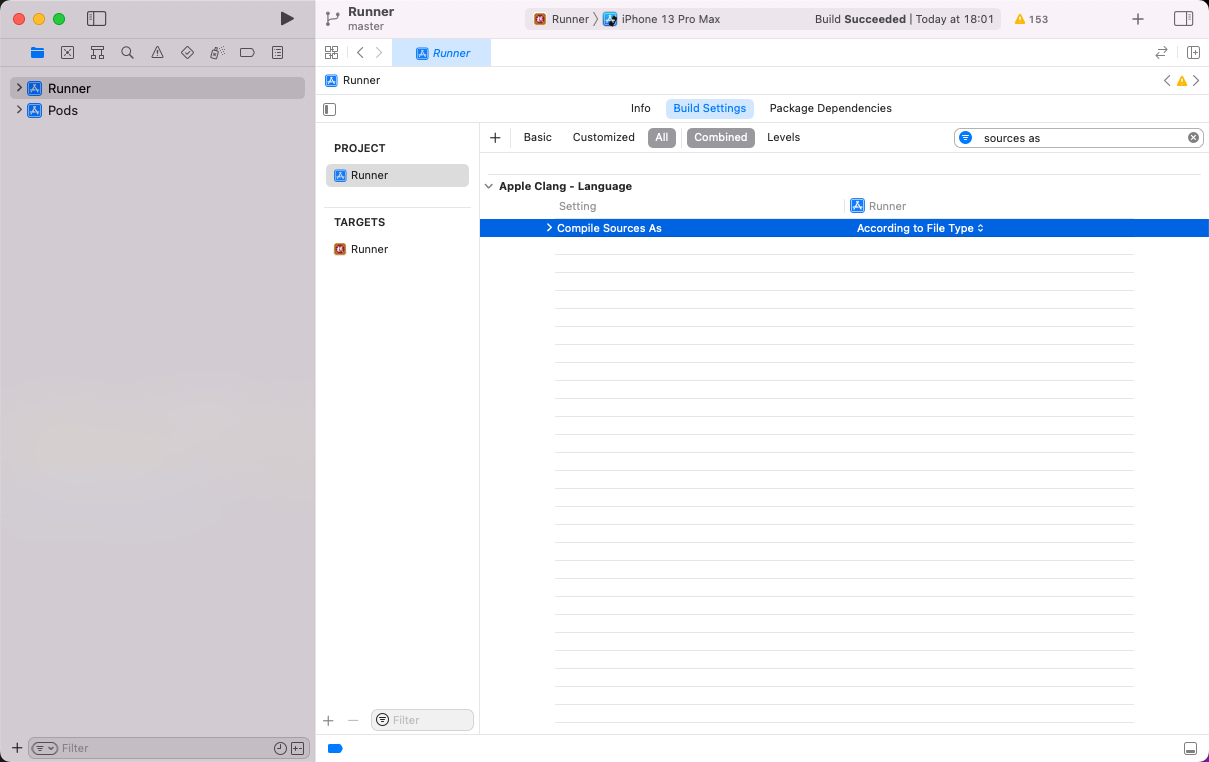 Runner
master
Runner
iPhone 13 Pro Max
Build Succeeded | Today at 18:01
153
Runner
Runner
Pods
Runner
Info
Build Settings
Package Dependencies
PROJECT
Runner
TARGETS
Runner
Basic
Customized
All
Combined
Levels
sources as
Apple Clang - Language
Setting
Runner
Compile Sources As
According to File Type
Filter
Filter